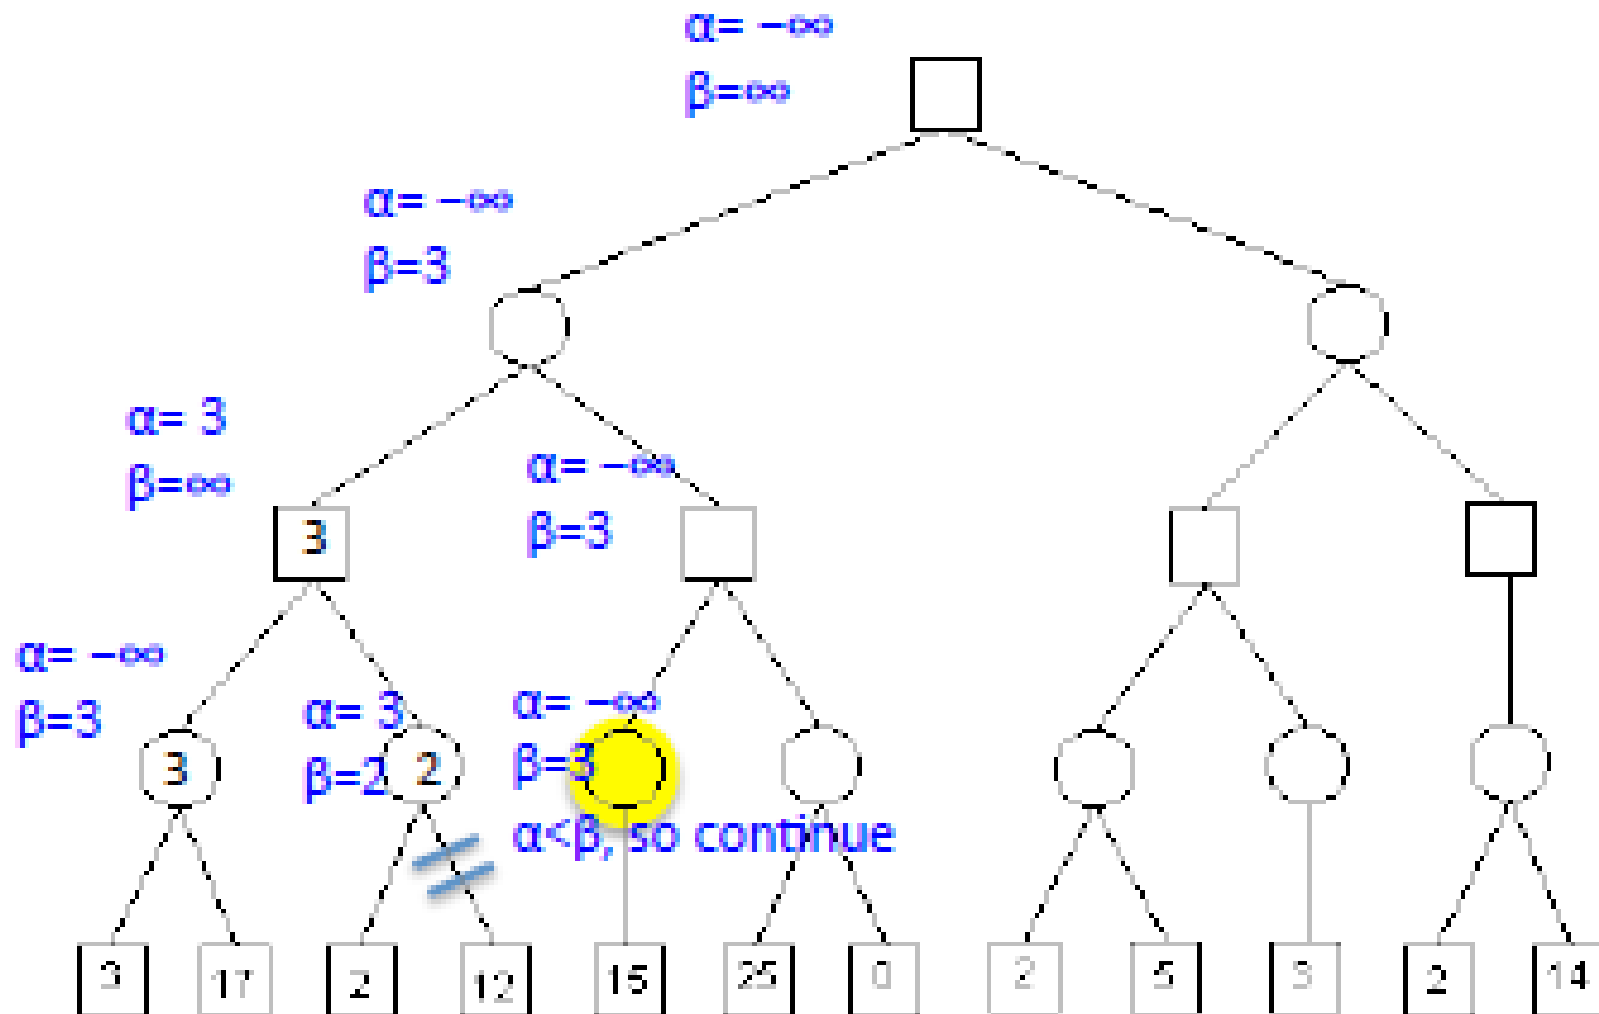 α= −∞
β=∞
α= −∞
β=3
α= 3
β=∞
α= −∞
β=3
3
α= −∞
β=3
α= 3
β=2
α= −∞
β=3
3
2
α<β, so continue
3 17 2 12 15 25 0 2 5 3 2 14